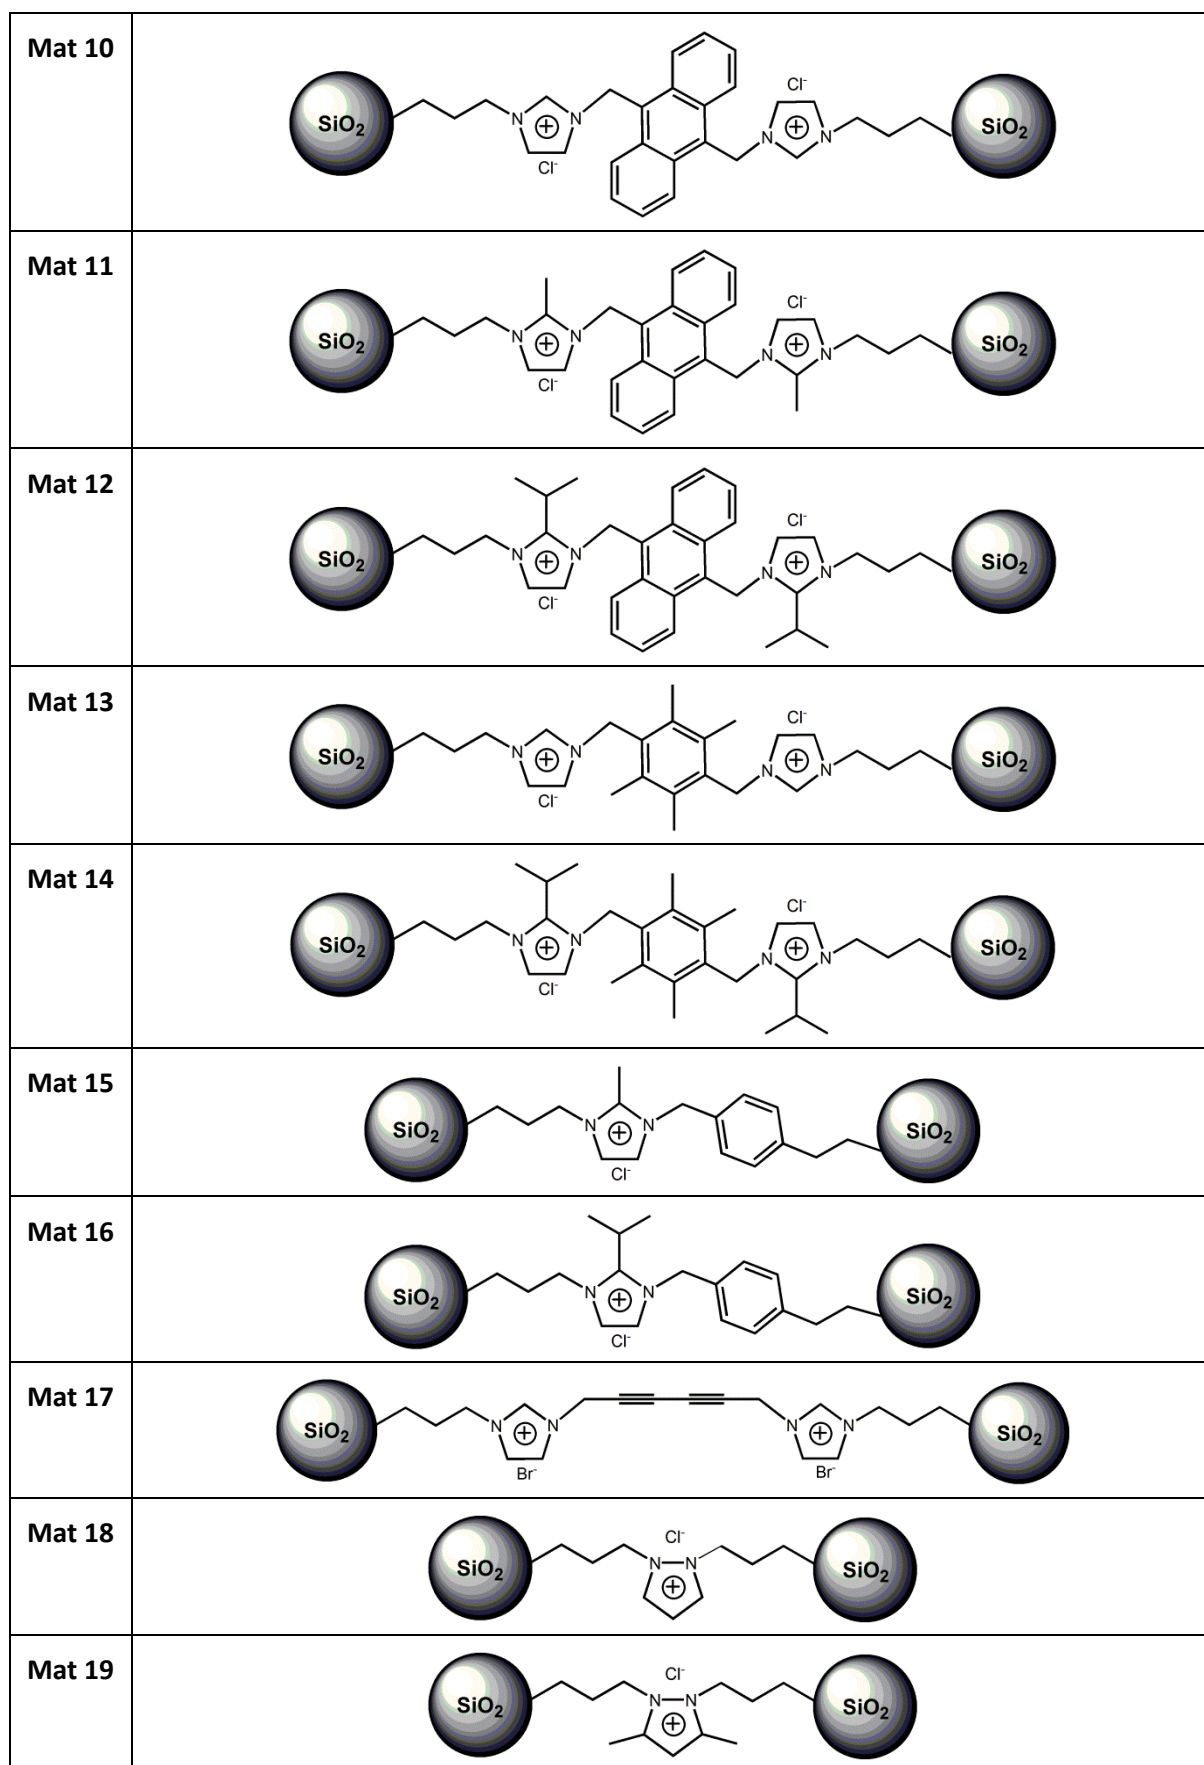 Mat 10
SiO2 N N Cl- Cl- N N SiO2
Mat 11
SiO2 N N Cl- Cl- N N SiO2
Mat 12
SiO2 N N Cl- Cl- N N SiO2
Mat 13
SiO2 N N Cl- Cl- N N SiO2
Mat 14
SiO2 N N Cl- Cl- N N SiO2
Mat 15
SiO2 N N Cl- SiO2
Mat 16
SiO2 N N Cl- SiO2
Mat 17
SiO2 N N Br- N N Br- SiO2
Mat 18
SiO2 N N Cl- SiO2
Mat 19
SiO2 N N Cl- SiO2